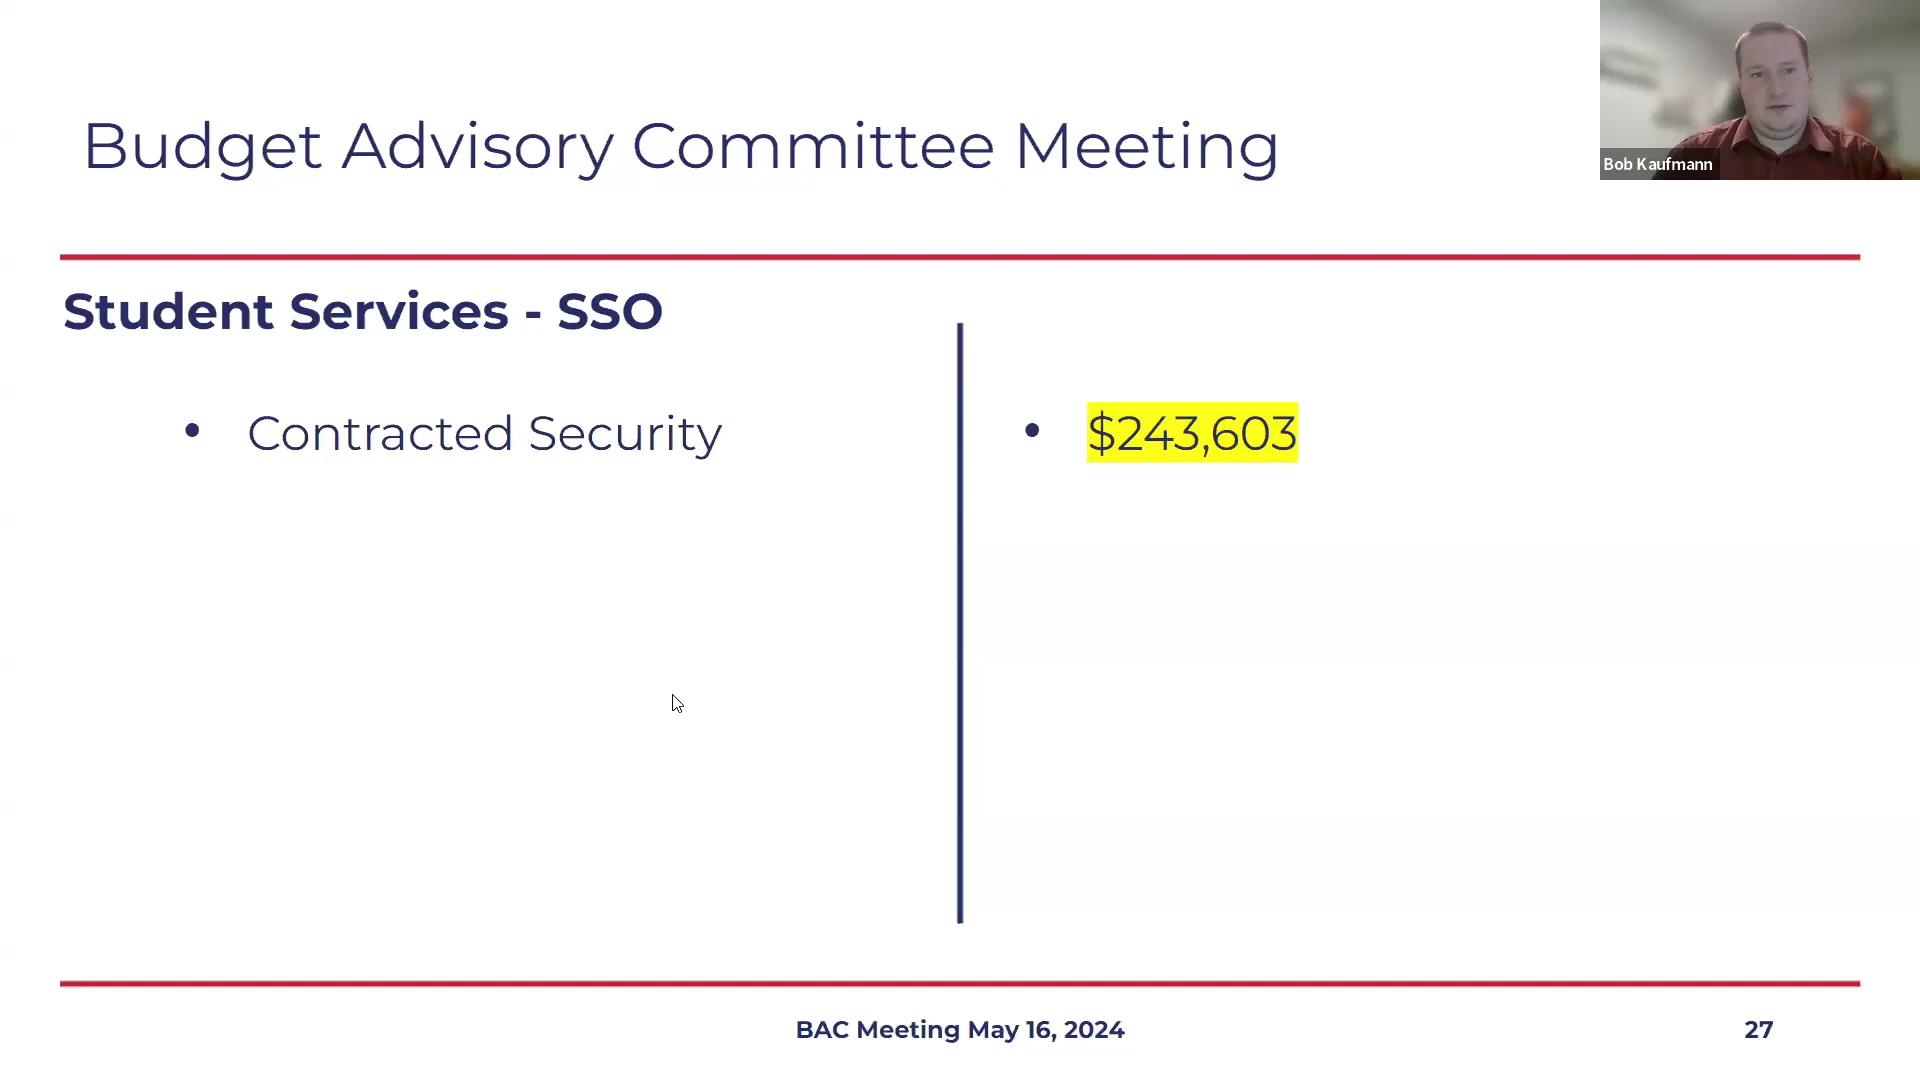 Budget Advisory Committee Meeting
Bob Kaufmann
Student Services - SSO
• Contracted Security
• $243,603
BAC Meeting May 16, 2024
27